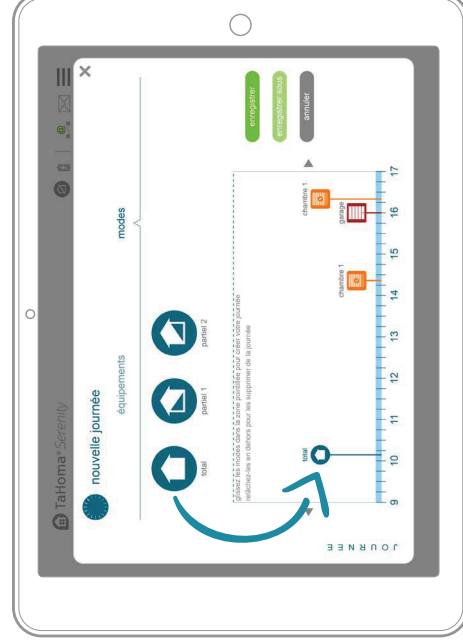 TaHoma® Serenity
nouvelle journée
équipements
modes
total
partiel 1
partiel 2
glissez les modes dans la zone pointillée pour créer votre journée
relâchez-les en dehors pour les supprimer de la journée
total
chambre 1
chambre 1
garage
JOURNEE
9 10 11 12 13 14 15 16 17
enregistrer
enregistrer sous
annuler